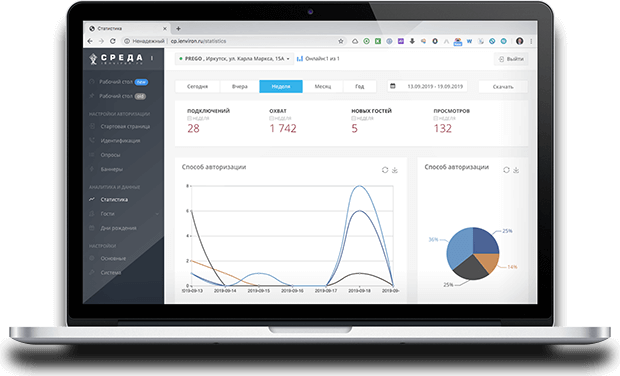 Статистика
Ненадежный | cp.ienviron.ru/statistics
СРЕДА
PREGO , Иркутск, ул. Карла Маркса, 15А
Онлайн:1 из 1
Выйти
Рабочий стол new
Рабочий стол old
НАСТРОЙКИ АВТОРИЗАЦИИ
Стартовая страница
Идентификация
Опросы
Баннеры
АНАЛИТИКА И ДАННЫЕ
Статистика
Гости
Дни рождения
НАСТРОЙКИ
Основные
Система
Сегодня
Вчера
Неделя
Месяц
Год
13.09.2019 - 19.09.2019
Скачать
ПОДКЛЮЧЕНИЙ
НЕДЕЛЯ
28
ОХВАТ
НЕДЕЛЯ
1 742
НОВЫХ ГОСТЕЙ
НЕДЕЛЯ
5
ПРОСМОТРОВ
НЕДЕЛЯ
132
Способ авторизации
8
6
4
2
0
2019-09-13
2019-09-14
2019-09-15
2019-09-16
2019-09-17
2019-09-18
2019-09-
Способ авторизации
36%
25%
14%
25%